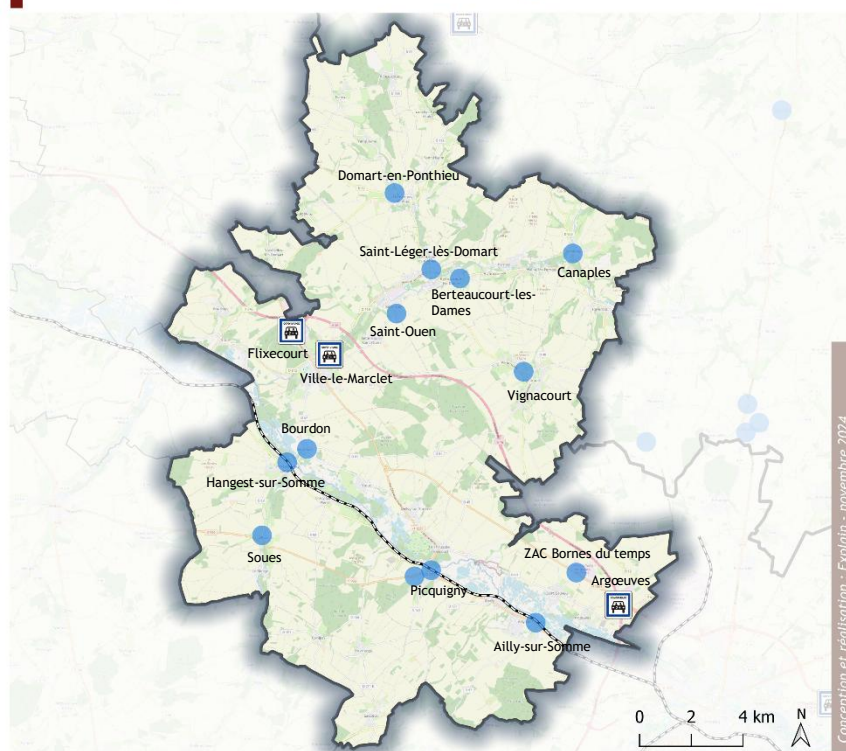 Domart-en-Ponthieu
Saint-Léger-lès-Domart
Canaples
Berteaucourt-les-
Dames
Saint-Ouen
Flixecourt
Ville-le-Marclet
Vignacourt
Bourdon
Hangest-sur-Somme
Soues
ZAC Bornes du temps
Argœuves
Picquigny
Ailly-sur-Somme
0 2 4 km
N
Conception et réalisation : Explain - novembre 2024